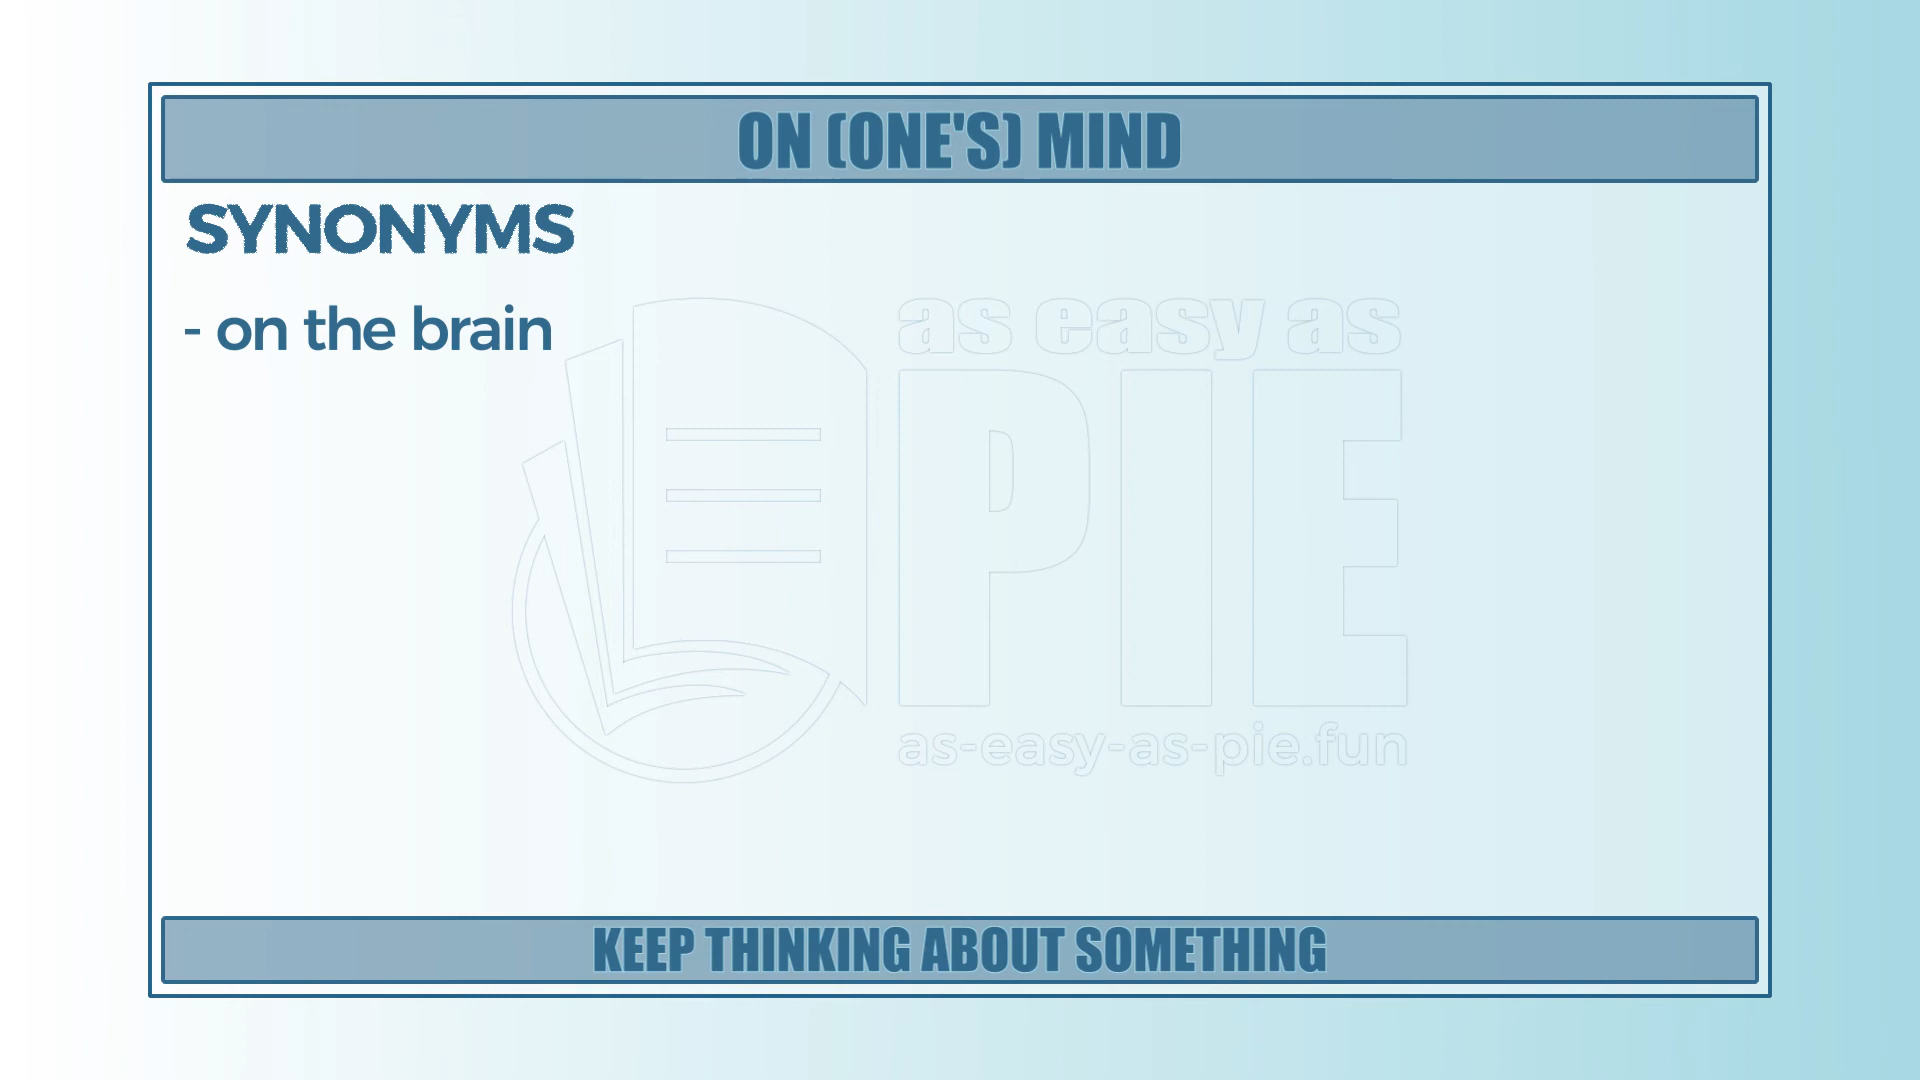 ON (ONE'S) MIND
SYNONYMS
- on the brain
as easy as
PIE
as-easy-as-pie.fun
KEEP THINKING ABOUT SOMETHING